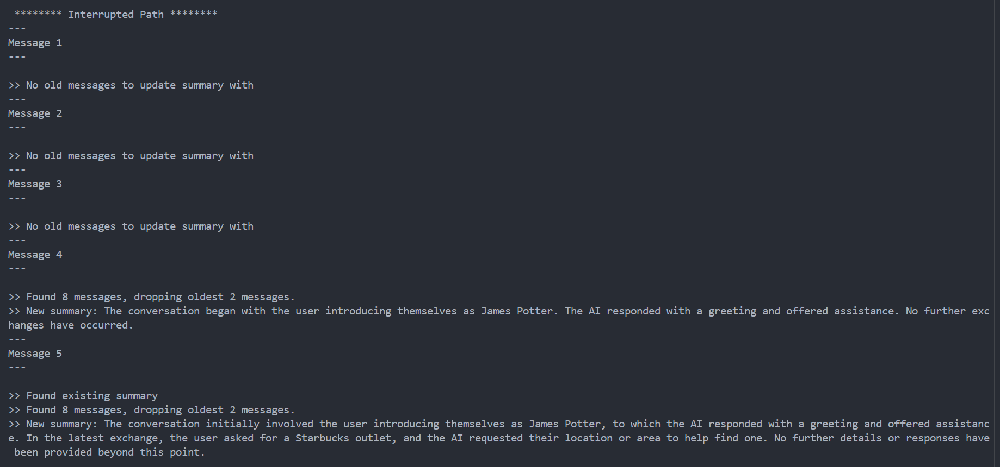 ******** Interrupted Path ********
---
Message 1
---
>> No old messages to update summary with
---
Message 2
---
>> No old messages to update summary with
---
Message 3
---
>> No old messages to update summary with
---
Message 4
---
>> Found 8 messages, dropping oldest 2 messages.
>> New summary: The conversation began with the user introducing themselves as James Potter. The AI responded with a greeting and offered assistance. No further exc
hanges have occurred.
---
Message 5
---
>> Found existing summary
>> Found 8 messages, dropping oldest 2 messages.
>> New summary: The conversation initially involved the user introducing themselves as James Potter, to which the AI responded with a greeting and offered assistanc
e. In the latest exchange, the user asked for a Starbucks outlet, and the AI requested their location or area to help find one. No further details or responses have
been provided beyond this point.